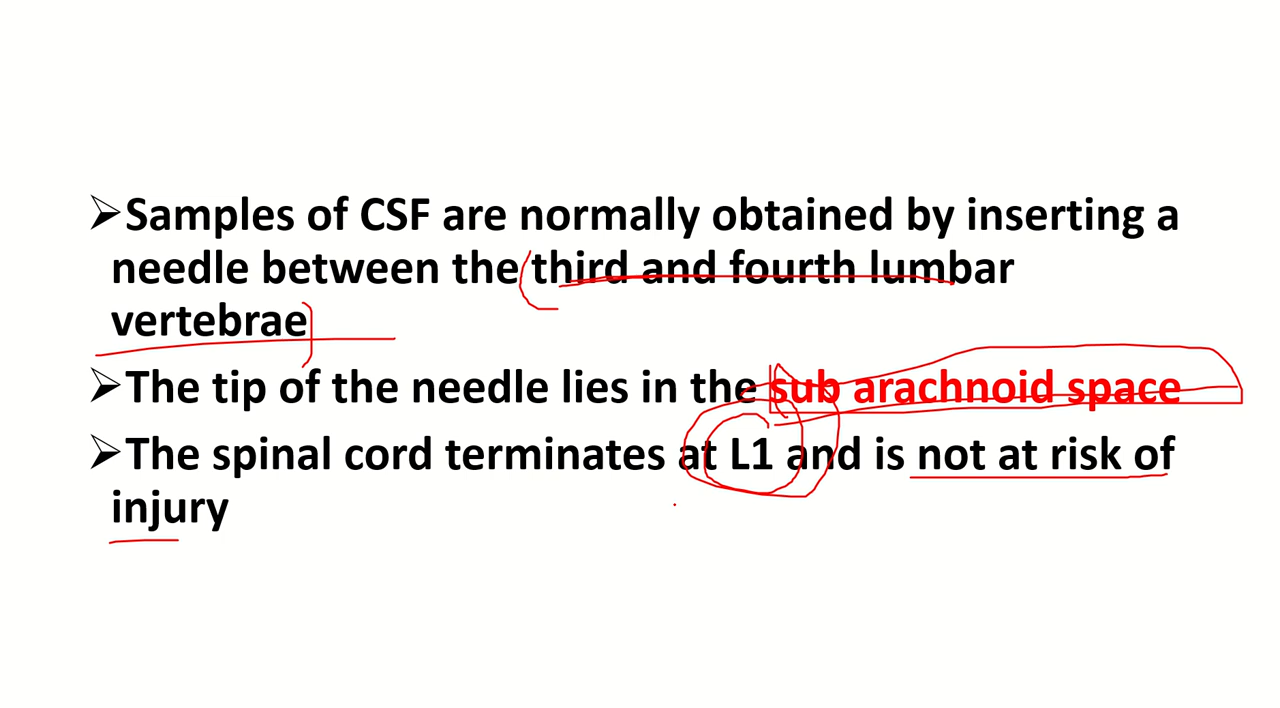 ➢Samples of CSF are normally obtained by inserting a
needle between the third and fourth lumbar
vertebrae
➢The tip of the needle lies in the sub arachnoid space
➢The spinal cord terminates at L1 and is not at risk of
injury